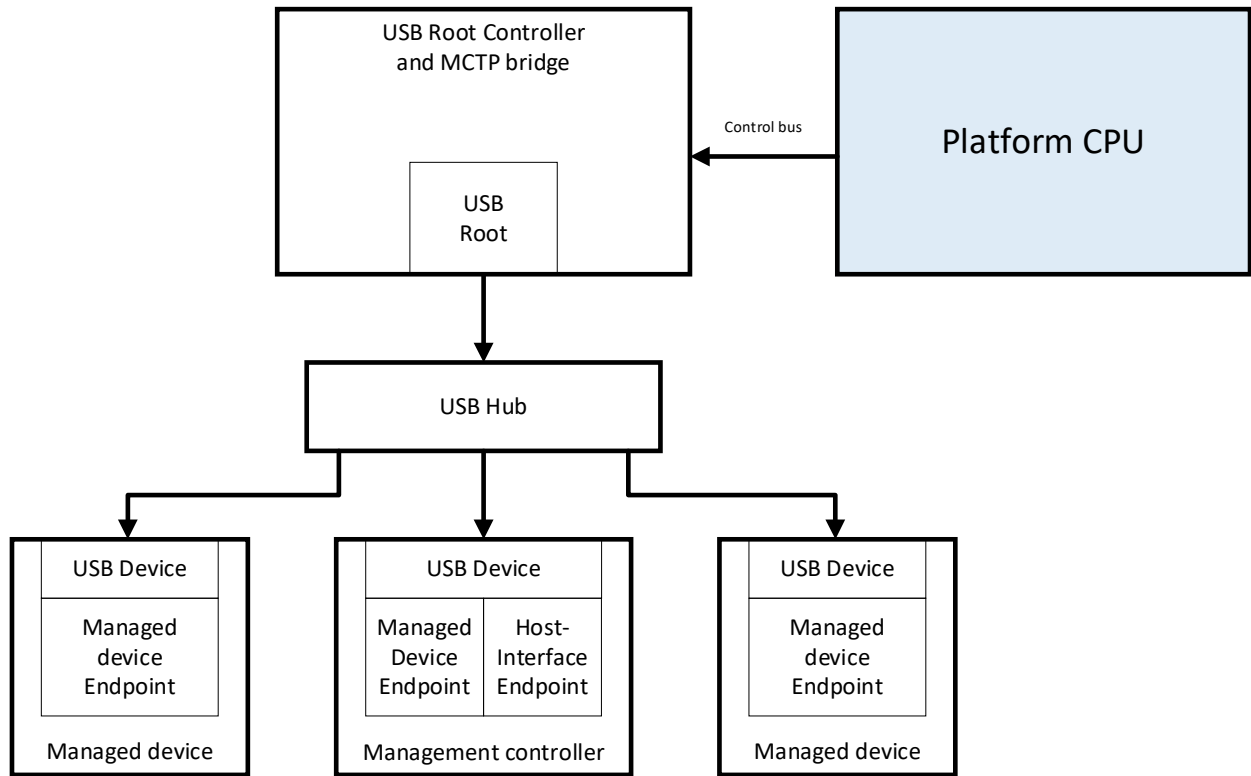 USB Root Controller
and MCTP bridge
Control bus
Platform CPU
USB
Root
USB Hub
USB Device
Managed
device
Endpoint
Managed device
USB Device
Managed
Device
Endpoint
Host-
Interface
Endpoint
Management controller
USB Device
Managed
device
Endpoint
Managed device